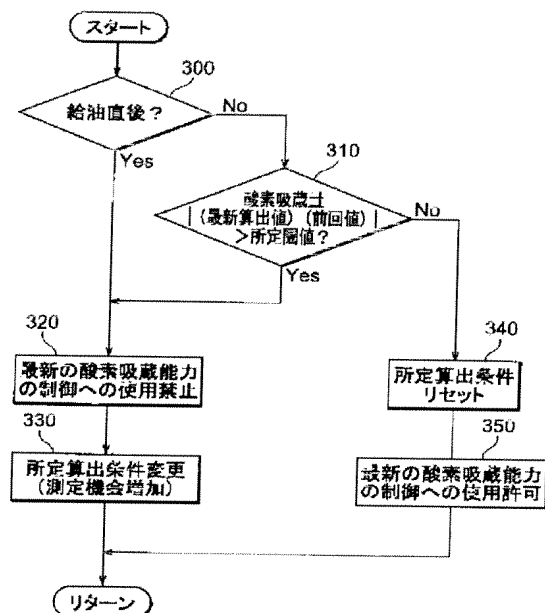 スタート
300
給油直後?
No
Yes
310
酸素吸蔵土
|(最新算出値)(前回値)|
>所定閾値?
No
Yes
320
最新の酸素吸蔵能力
の制御への使用禁止
330
所定算出条件変更
(測定機会増加)
340
所定算出条件
リセット
350
最新の酸素吸蔵能力
の制御への使用許可
リターン